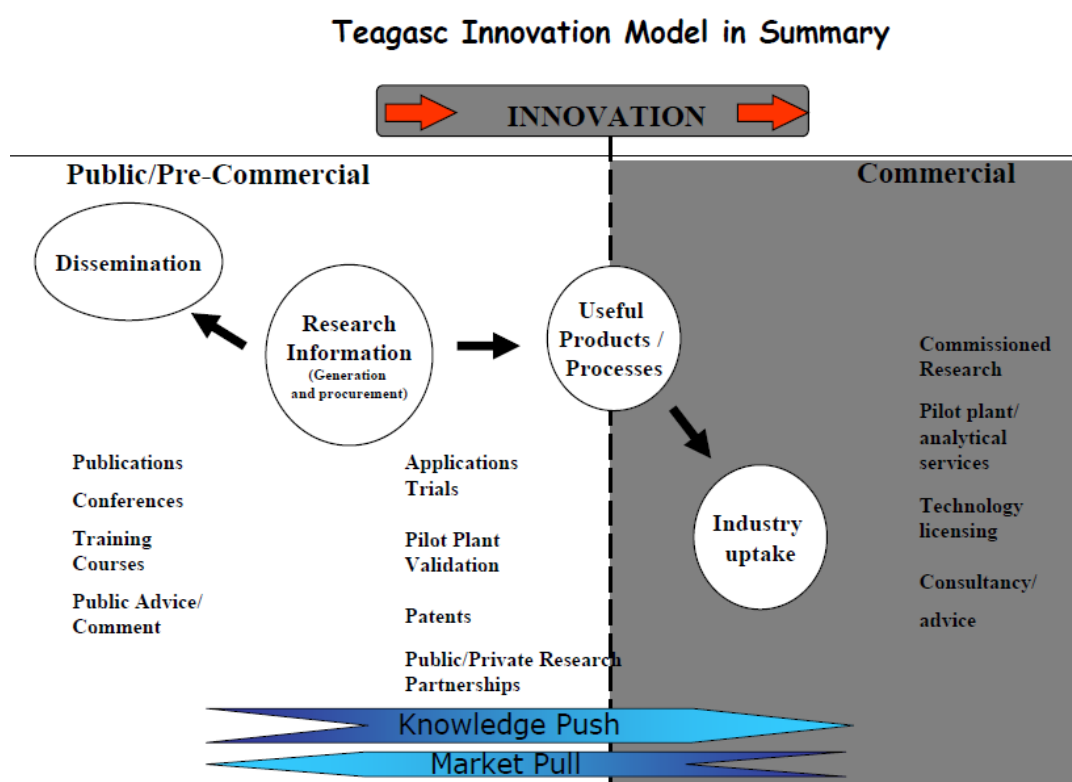 Teagasc Innovation Model in Summary
INNOVATION
Public/Pre-Commercial
Commercial
Dissemination
Research
Information
(Generation
and procurement)
Useful
Products /
Processes
Industry
uptake
Publications
Conferences
Training
Courses
Public Advice/
Comment
Applications
Trials
Pilot Plant
Validation
Patents
Public/Private Research
Partnerships
Commissioned
Research
Pilot plant/
analytical
services
Technology
licensing
Consultancy/
advice
Knowledge Push
Market Pull